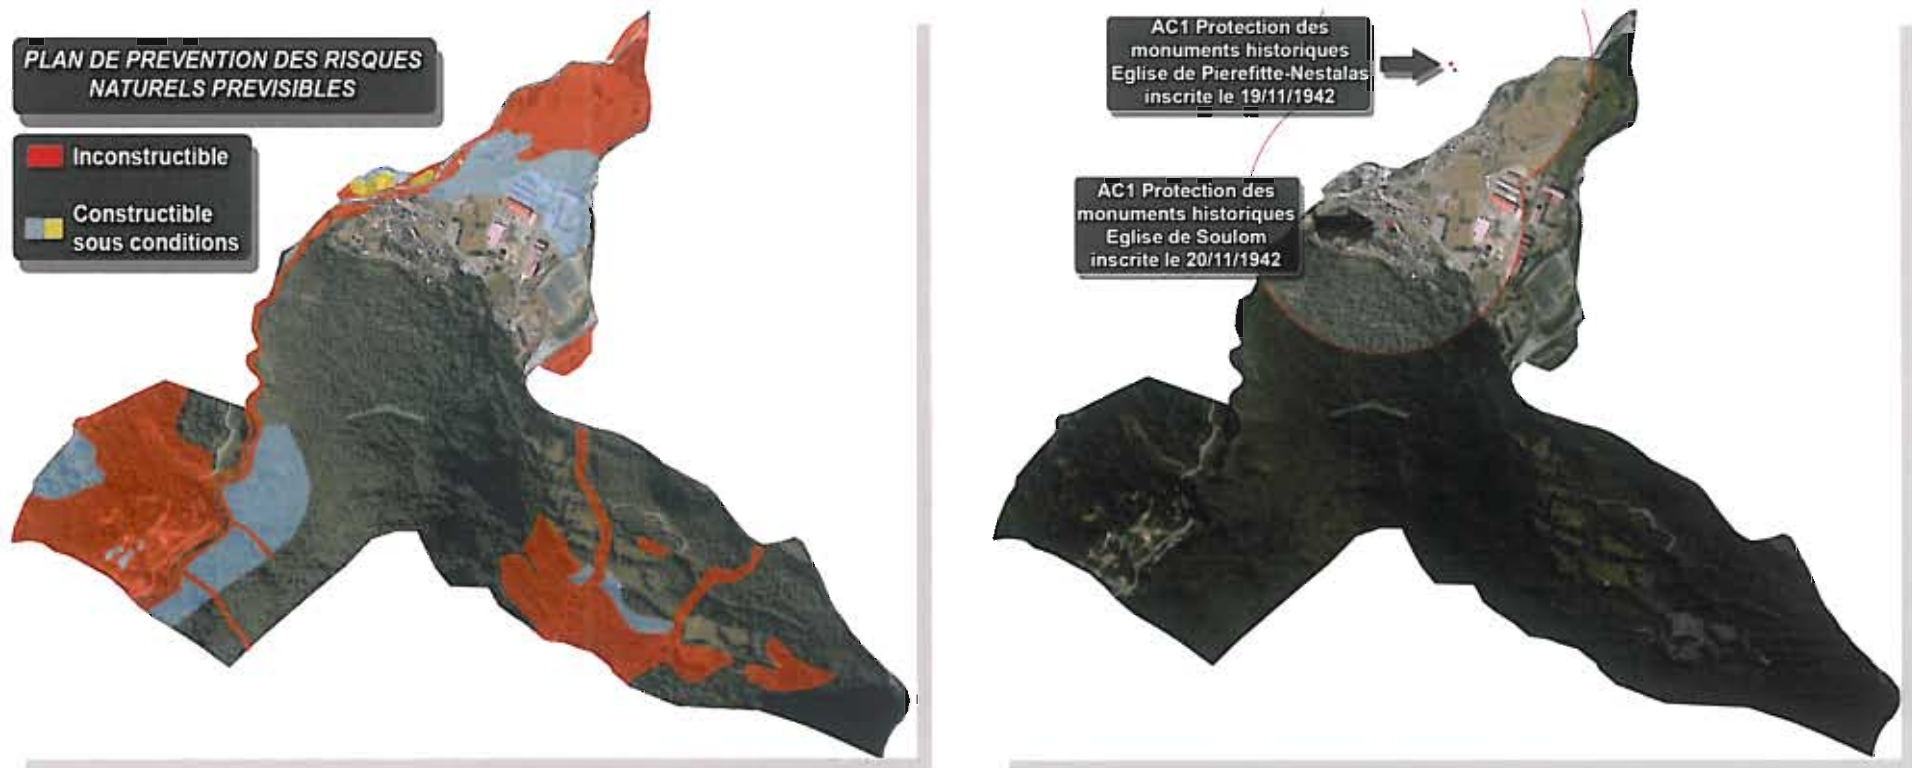 PLAN DE PREVENTION DES RISQUES
NATURELS PREVISIBLES
Inconstructible
Constructible
sous conditions
AC1 Protection des
monuments historiques
Eglise de Pierefitte-Nestalas
inscrite le 19/11/1942
AC1 Protection des
monuments historiques
Eglise de Soulom
inscrite le 20/11/1942